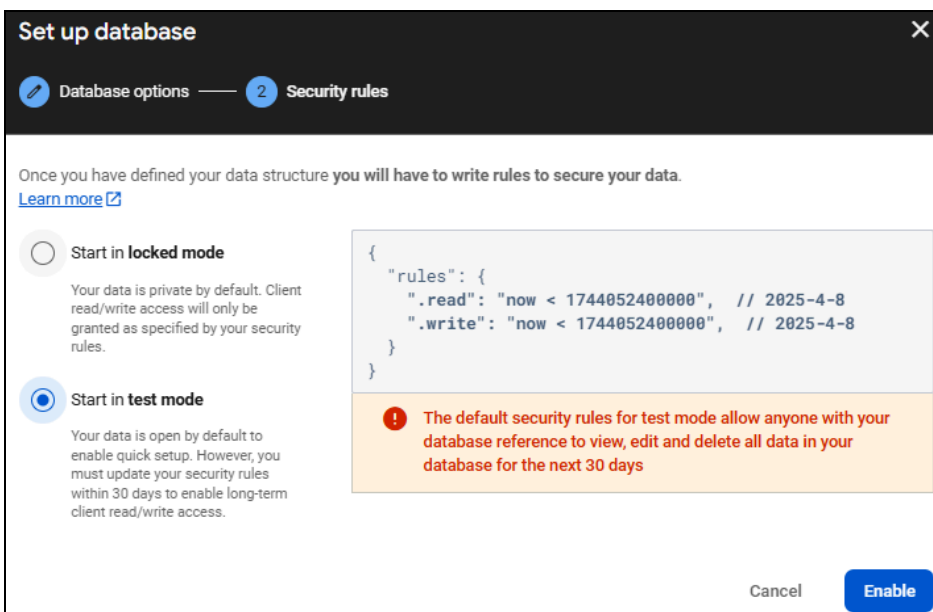 Set up database
Database options
2
Security rules
Once you have defined your data structure you will have to write rules to secure your data.
Learn more
Start in locked mode
Your data is private by default. Client
read/write access will only be
granted as specified by your security
rules.
Start in test mode
Your data is open by default to
enable quick setup. However, you
must update your security rules
within 30 days to enable long-term
client read/write access.
{
"rules": {
".read": "now < 1744052400000", // 2025-4-8
".write": "now < 1744052400000", // 2025-4-8
}
}
The default security rules for test mode allow anyone with your
database reference to view, edit and delete all data in your
database for the next 30 days
Cancel
Enable